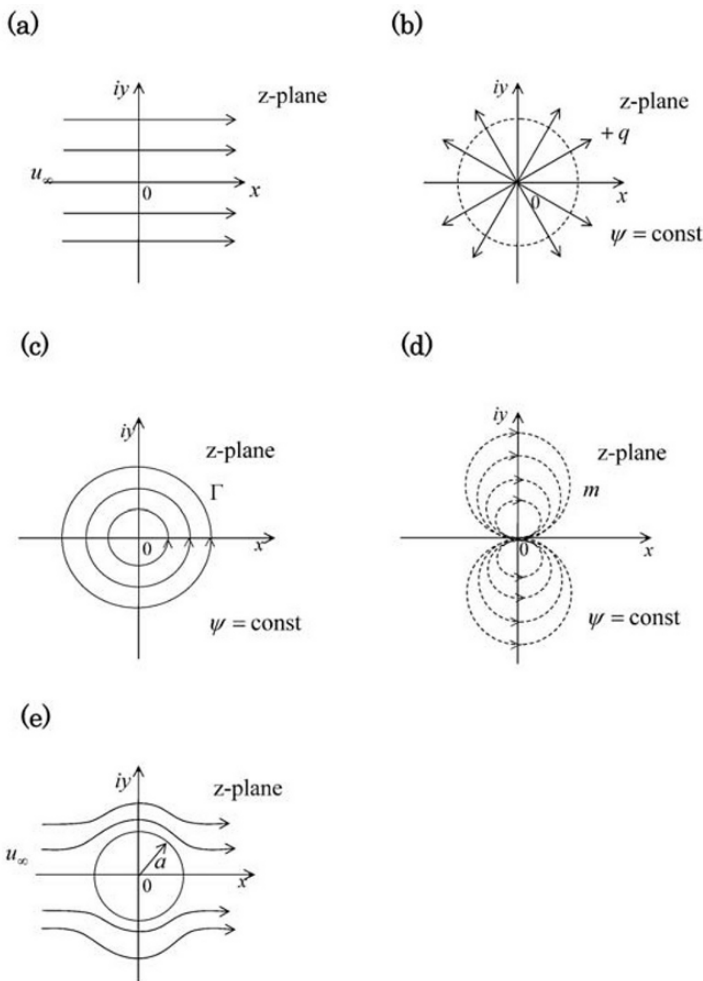 (a)
iy
z-plane
u∞
0
x
(b)
iy
z-plane
+q
0
x
ψ = const
(c)
iy
z-plane
Γ
0
x
ψ = const
(d)
iy
z-plane
m
0
x
ψ = const
(e)
iy
z-plane
u∞
a
0
x